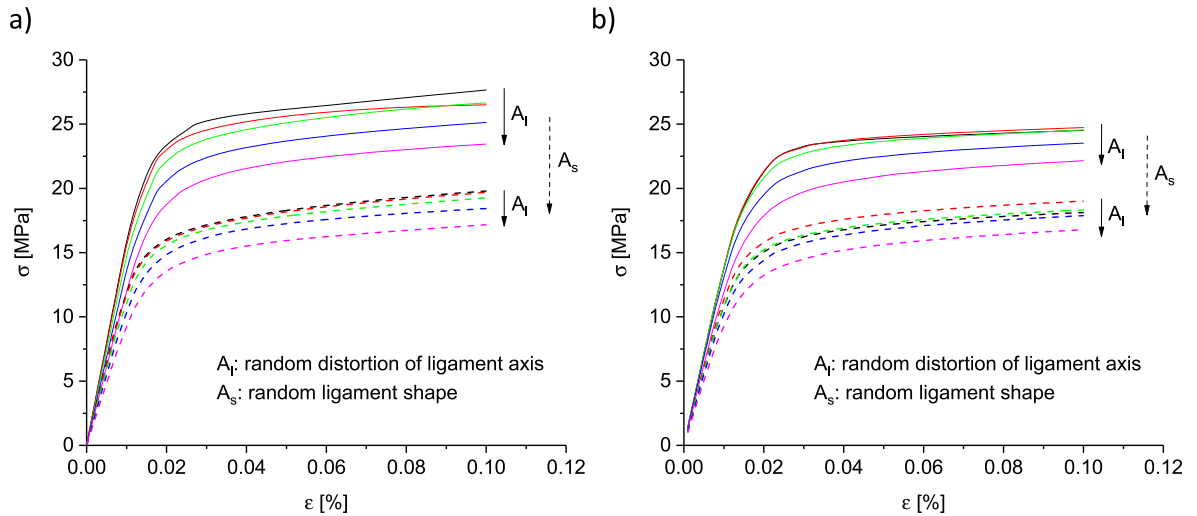 a)
30
25
20
15
10
5
0
σ [MPa]
0.00 0.02 0.04 0.06 0.08 0.10 0.12
ε [%]
A_l
A_s
A_l
A_l: random distortion of ligament axis
A_s: random ligament shape
b)
30
25
20
15
10
5
0
σ [MPa]
0.00 0.02 0.04 0.06 0.08 0.10 0.12
ε [%]
A_l
A_s
A_l
A_l: random distortion of ligament axis
A_s: random ligament shape